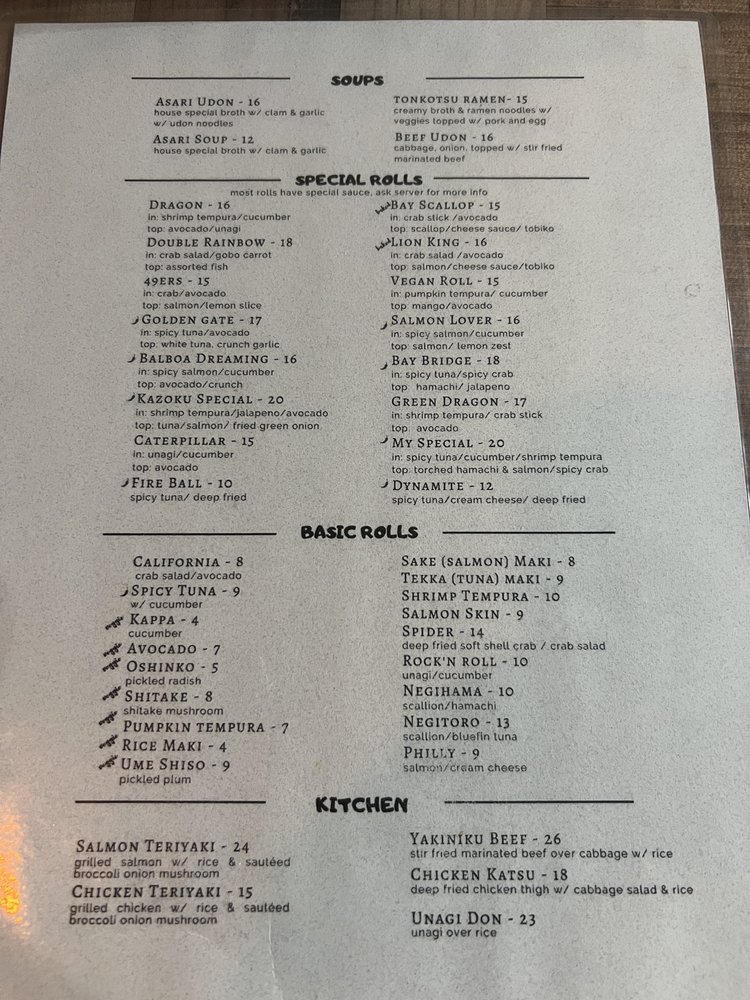 SOUPS
ASARI UDON - 16
house special broth w/ clam & garlic
w/ udon noodles
ASARI SOUP - 12
house special broth w/ clam & garlic
TONKOTSU RAMEN- 15
creamy broth & ramen noodles w/
veggies topped w/ pork and egg
BEEF UDON - 16
cabbage, onion, topped w/ stir fried
marinated beef
SPECIAL ROLLS
most rolls have special sauce, ask server for more info
DRAGON - 16
in: shrimp tempura/cucumber
top: avocado/unagi
DOUBLE RAINBOW - 18
in: crab salad/gobo carrot
top: assorted fish
49ERS - 15
in: crab/avocado
top: salmon/lemon slice
GOLDEN GATE - 17
in: spicy tuna/avocado
top: white tuna, crunch garlic
BALBOA DREAMING - 16
in: spicy salmon/cucumber
top: avocado/crunch
KAZOKU SPECIAL - 20
in: shrimp tempura/jalapeno/avocado
top: tuna/salmon/ fried green onion
CATERPILLAR - 15
in: unagi/cucumber
top: avocado
FIRE BALL - 10
spicy tuna/ deep fried
BAY SCALLOP - 15
in: crab stick /avocado
top: scallop/cheese sauce/ tobiko
LION KING - 16
in: crab salad /avocado
top: salmon/cheese sauce/tobiko
VEGAN ROLL - 15
in: pumpkin tempura/ cucumber
top: mango/avocado
SALMON LOVER - 16
in: spicy salmon/cucumber
top: salmon/ lemon zest
BAY BRIDGE - 18
in: spicy tuna/spicy crab
top: hamachi/ jalapeno
GREEN DRAGON - 17
in: shrimp tempura/ crab stick
top: avocado
MY SPECIAL - 20
in: spicy tuna/cucumber/shrimp tempura
top: torched hamachi & salmon/spicy crab
DYNAMITE - 12
spicy tuna/cream cheese/ deep fried
BASIC ROLLS
CALIFORNIA - 8
crab salad/avocado
SPICY TUNA - 9
w/ cucumber
KAPPA - 4
cucumber
AVOCADO - 7
OSHINKO - 5
pickled radish
SHITAKE - 8
shitake mushroom
PUMPKIN TEMPURA - 7
RICE MAKI - 4
UME SHISO - 9
pickled plum
SAKE (SALMON) MAKI - 8
TEKKA (TUNA) MAKI - 9
SHRIMP TEMPURA - 10
SALMON SKIN - 9
SPIDER - 14
deep fried soft shell crab / crab salad
ROCK'N ROLL - 10
unagi/cucumber
NEGIHAMA - 10
scallion/hamachi
NEGITORO - 13
scallion/bluefin tuna
PHILLY - 9
salmon/cream cheese
KITCHEN
SALMON TERIYAKI - 24
grilled salmon w/ rice & sautéed
broccoli onion mushroom
CHICKEN TERIYAKI - 15
grilled chicken w/ rice & sautéed
broccoli onion mushroom
YAKINIKU BEEF - 26
stir fried marinated beef over cabbage w/ rice
CHICKEN KATSU - 18
deep fried chicken thigh w/ cabbage salad & rice
UNAGI DON - 23
unagi over rice